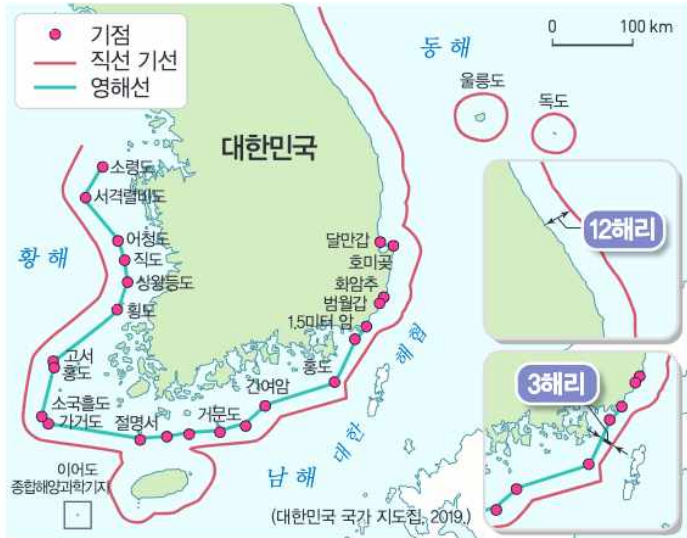 기점
직선 기선
영해선
0 100 km
동해
울릉도
독도
대한민국
소령도
서격렬비도
어청도
직도
상왕등도
횡도
황해
고서
홍도
소국흘도
가거도
절명서
거문도
간여암
홍도
1.5미터 암
범월갑
화암추
호미곶
달만갑
대한 해협
남해
이어도
종합해양과학기지
12해리
3해리
(대한민국 국가 지도집, 2019.)